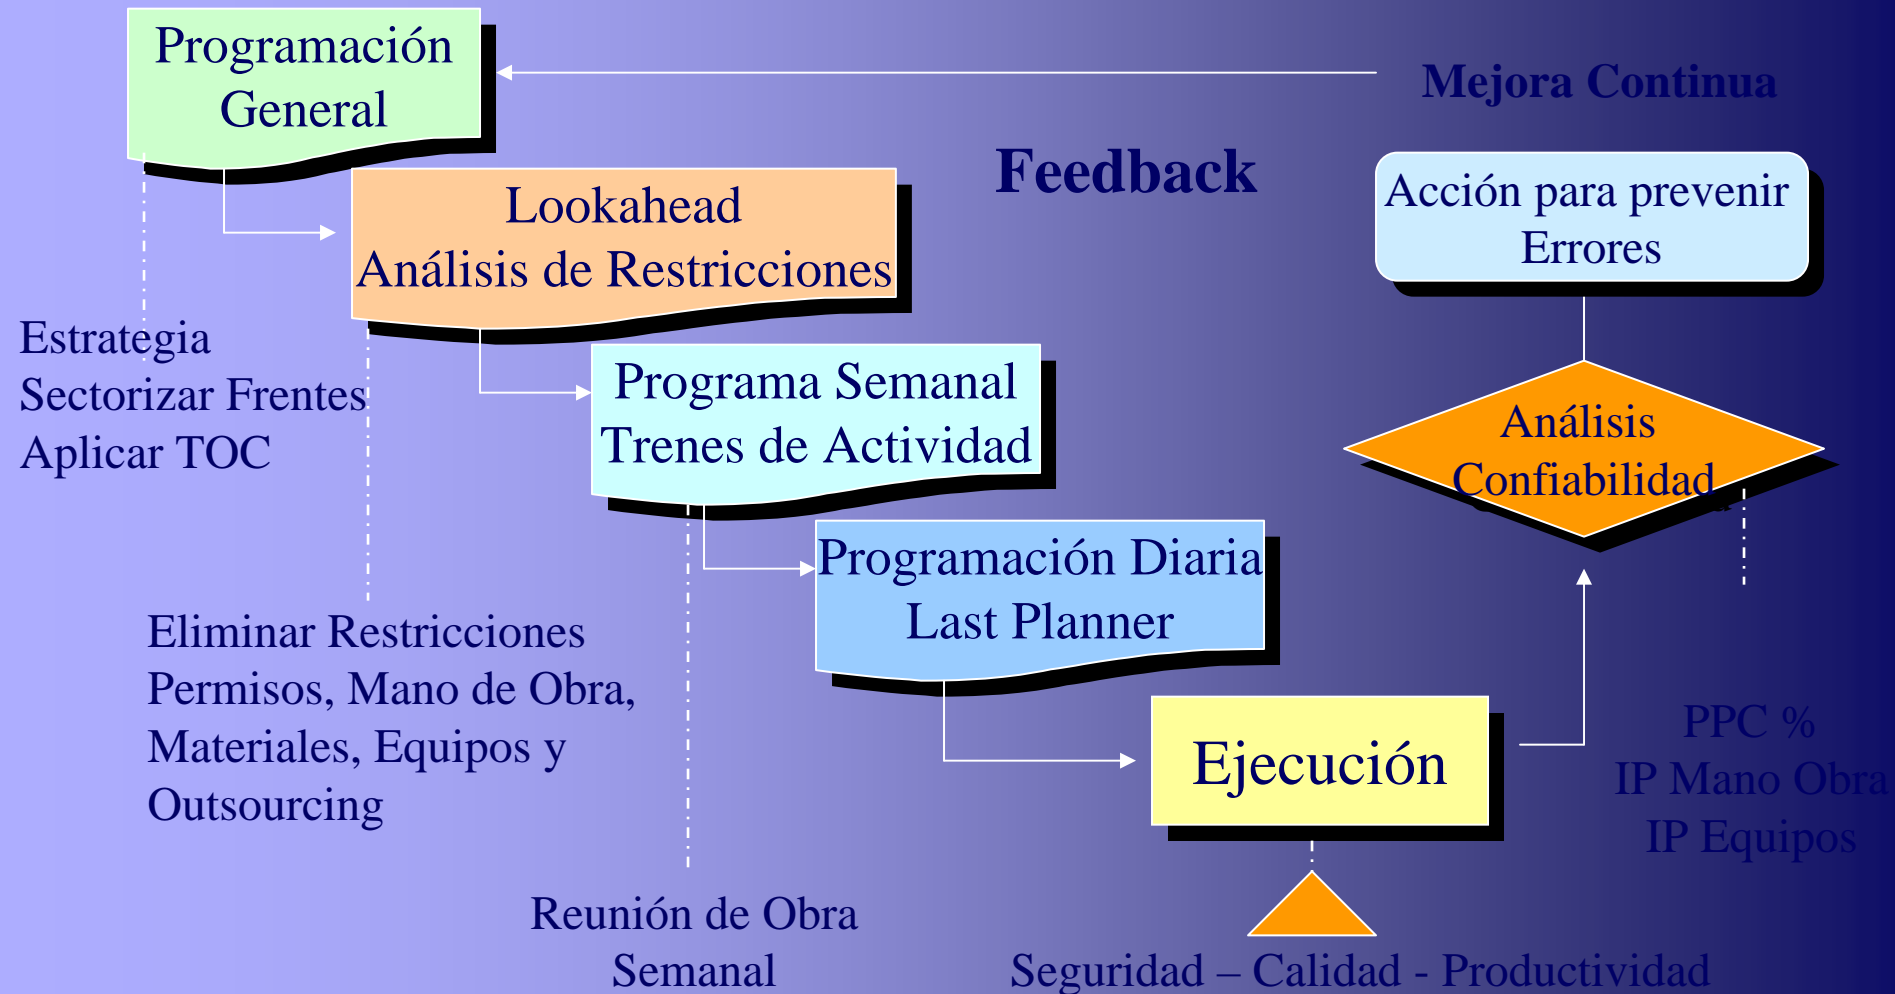 Programación
General
Mejora Continua
Feedback
Acción para prevenir
Errores
Lookahead
Análisis de Restricciones
Estrategia
Sectorizar Frentes
Aplicar TOC
Programa Semanal
Trenes de Actividad
Análisis
Confiabilidad
Programación Diaria
Last Planner
Eliminar Restricciones
Permisos, Mano de Obra,
Materiales, Equipos y
Outsourcing
Ejecución
PPC %
IP Mano Obra
IP Equipos
Reunión de Obra
Semanal
Seguridad – Calidad - Productividad